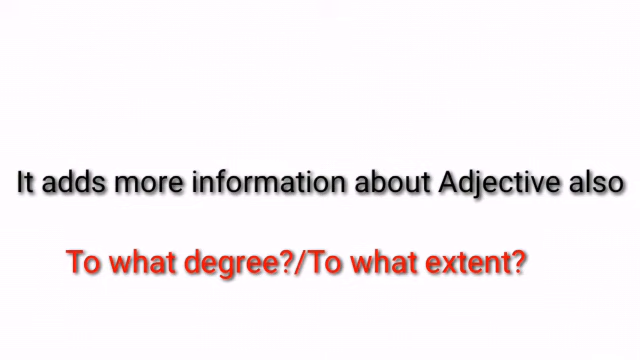 It adds more information about Adjective also
To what degree?/To what extent?